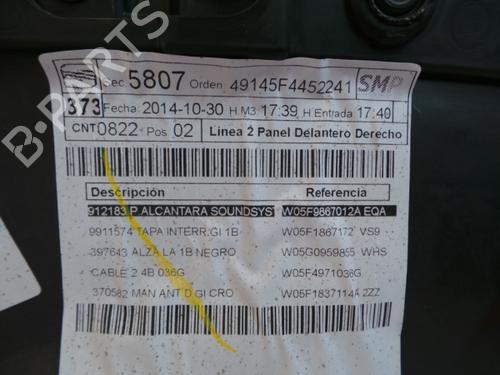 Sec. 5807 Orden. 49145F4452241 SMP
373 Fecha: 2014-10-30 H.M3: 17:39 H.Entrada 17:40
CNT 0822 Pos 02 Linea 2 Panel Delantero Derecho
Descripción Referencia
912183 P ALCANTARA SOUNDSYS W05F9867012A EQA
9911574 TAPA INTERR.GI 1B W05F1867172 VS9
397643 ALZA LA 1B NEGRO W05G0959855 WHS
CABLE 2 4B 036G W05F4971036G
370582 MAN ANT D GI CRO W05F1837114A 2ZZ
B-PARTS